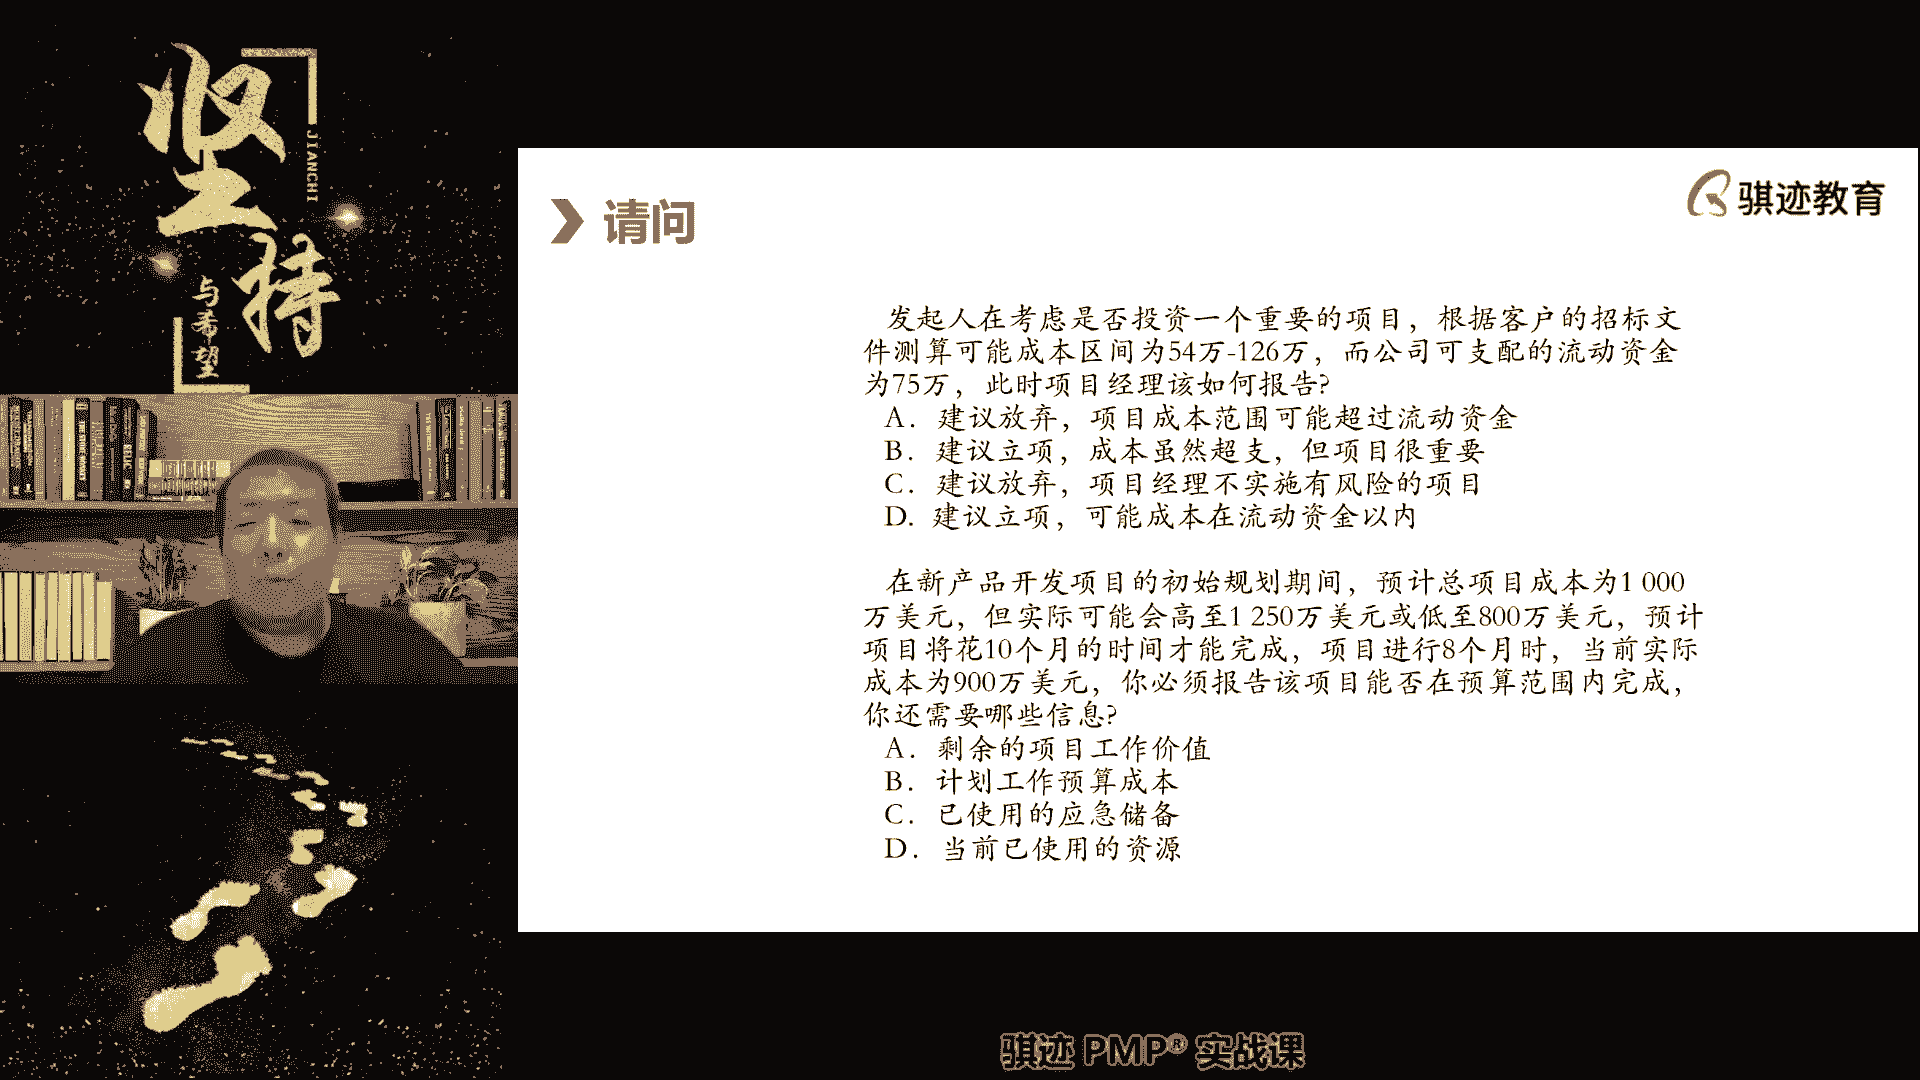 坚持
JIANCHI
与希望
骐迹教育
请问
发起人在考虑是否投资一个重要的项目，根据客户的招标文
件测算可能成本区间为54万-126万，而公司可支配的流动资金
为75万，此时项目经理该如何报告?
A．建议放弃，项目成本范围可能超过流动资金
B．建议立项，成本虽然超支，但项目很重要
C．建议放弃，项目经理不实施有风险的项目
D. 建议立项，可能成本在流动资金以内
在新产品开发项目的初始规划期间，预计总项目成本为1 000
万美元，但实际可能会高至1 250万美元或低至800万美元，预计
项目将花10个月的时间才能完成，项目进行8个月时，当前实际
成本为900万美元，你必须报告该项目能否在预算范围内完成，
你还需要哪些信息?
A．剩余的项目工作价值
B．计划工作预算成本
C．已使用的应急储备
D．当前已使用的资源
骐迹 PMP® 实战课